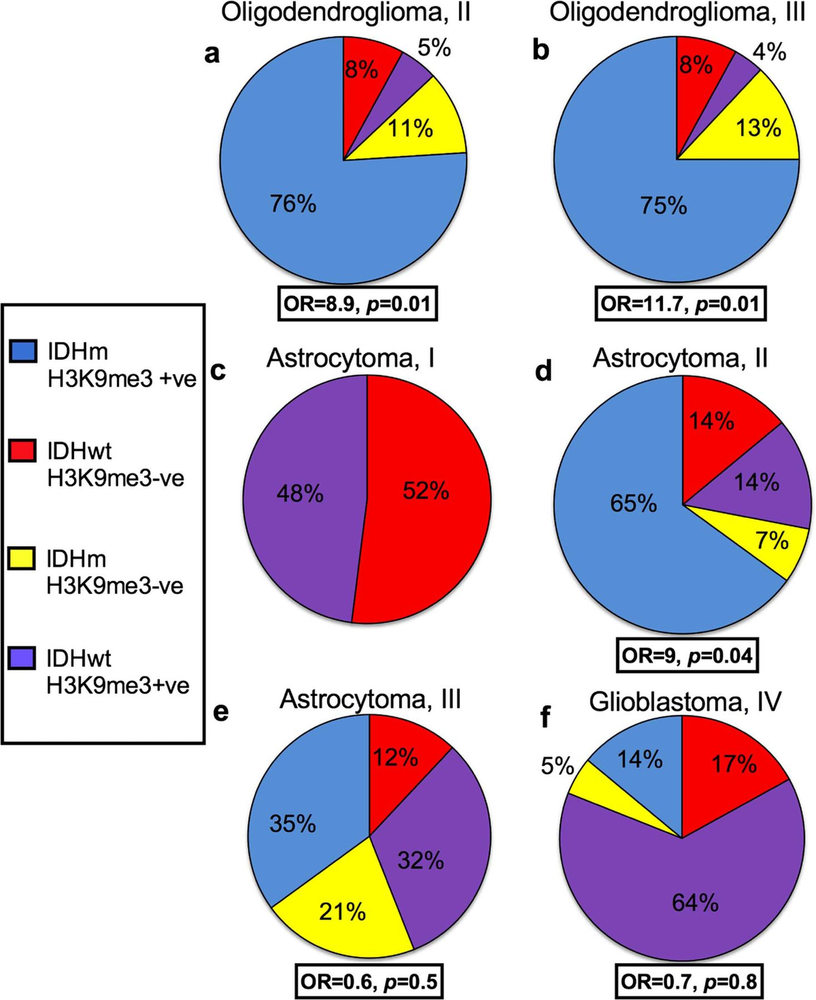 Oligodendroglioma, II
a
8%
5%
11%
76%
OR=8.9, p=0.01
Oligodendroglioma, III
b
8%
4%
13%
75%
OR=11.7, p=0.01
IDHm
H3K9me3 +ve
IDHwt
H3K9me3-ve
IDHm
H3K9me3-ve
IDHwt
H3K9me3+ve
Astrocytoma, I
c
48%
52%
Astrocytoma, II
d
14%
14%
65%
7%
OR=9, p=0.04
Astrocytoma, III
e
12%
35%
32%
21%
OR=0.6, p=0.5
Glioblastoma, IV
f
14%
17%
5%
64%
OR=0.7, p=0.8